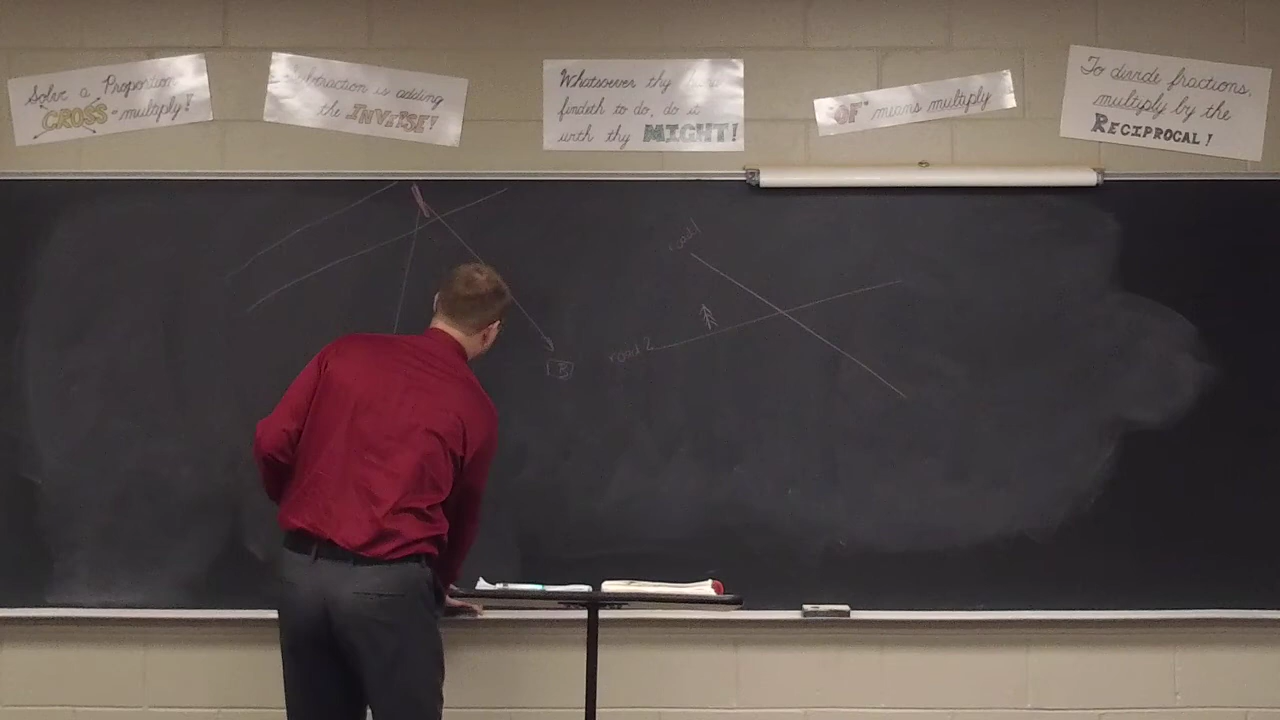 Solve a Proportion
CROSS-multiply!
Subtraction is adding
the INVERSE!
Whatsoever thy hand
findeth to do, do it
with thy MIGHT!
"OF" means multiply
To divide fractions,
multiply by the
RECIPROCAL!
road 1
road 2
B